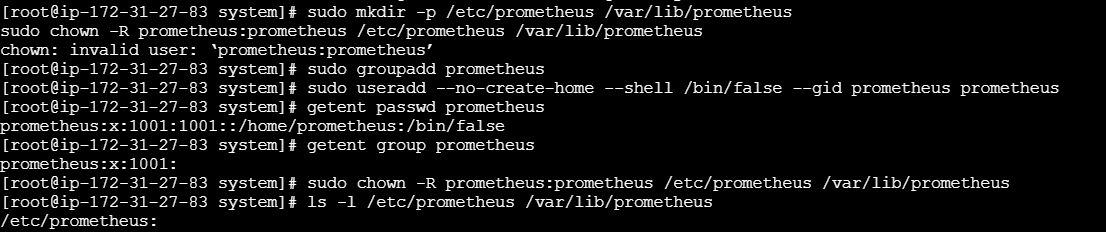 [root@ip-172-31-27-83 system]# sudo mkdir -p /etc/prometheus /var/lib/prometheus
sudo chown -R prometheus:prometheus /etc/prometheus /var/lib/prometheus
chown: invalid user: ‘prometheus:prometheus’
[root@ip-172-31-27-83 system]# sudo groupadd prometheus
[root@ip-172-31-27-83 system]# sudo useradd --no-create-home --shell /bin/false --gid prometheus prometheus
[root@ip-172-31-27-83 system]# getent passwd prometheus
prometheus:x:1001:1001::/home/prometheus:/bin/false
[root@ip-172-31-27-83 system]# getent group prometheus
prometheus:x:1001:
[root@ip-172-31-27-83 system]# sudo chown -R prometheus:prometheus /etc/prometheus /var/lib/prometheus
[root@ip-172-31-27-83 system]# ls -l /etc/prometheus /var/lib/prometheus
/etc/prometheus: